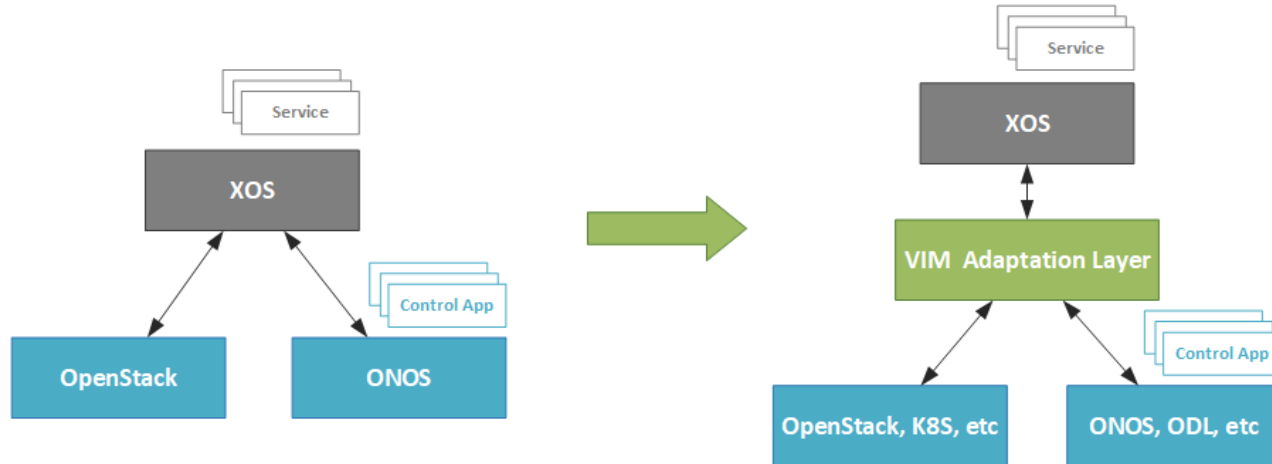 Service
XOS
Control App
OpenStack
ONOS
Service
XOS
VIM Adaptation Layer
Control App
OpenStack, K8S, etc
ONOS, ODL, etc